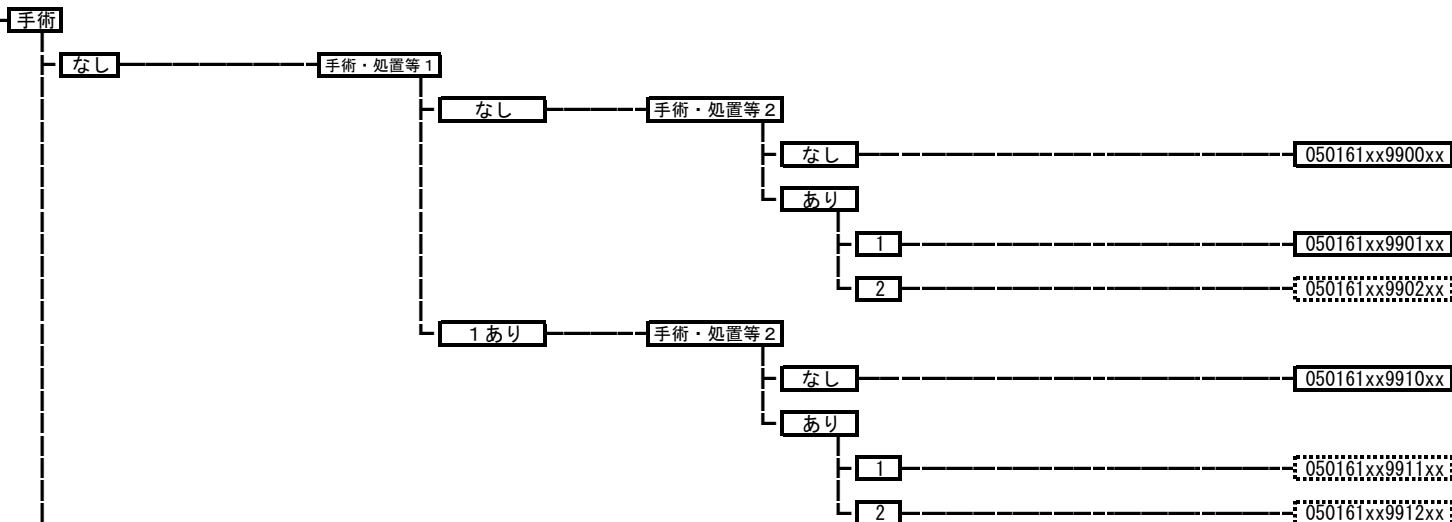 手術
なし 手術・処置等1
なし 手術・処置等2
なし 050161xx9900xx
あり
1 050161xx9901xx
2 050161xx9902xx
1あり 手術・処置等2
なし 050161xx9910xx
あり
1 050161xx9911xx
2 050161xx9912xx